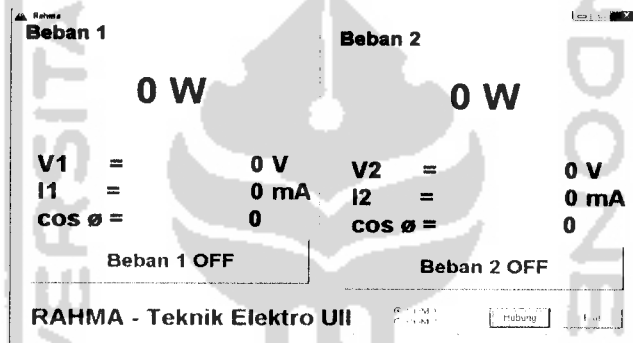 Rahma
Beban 1
0 W
V1 = 0 V
I1 = 0 mA
cos ø = 0
Beban 1 OFF
Beban 2
0 W
V2 = 0 V
I2 = 0 mA
cos ø = 0
Beban 2 OFF
RAHMA - Teknik Elektro UII
Hubung